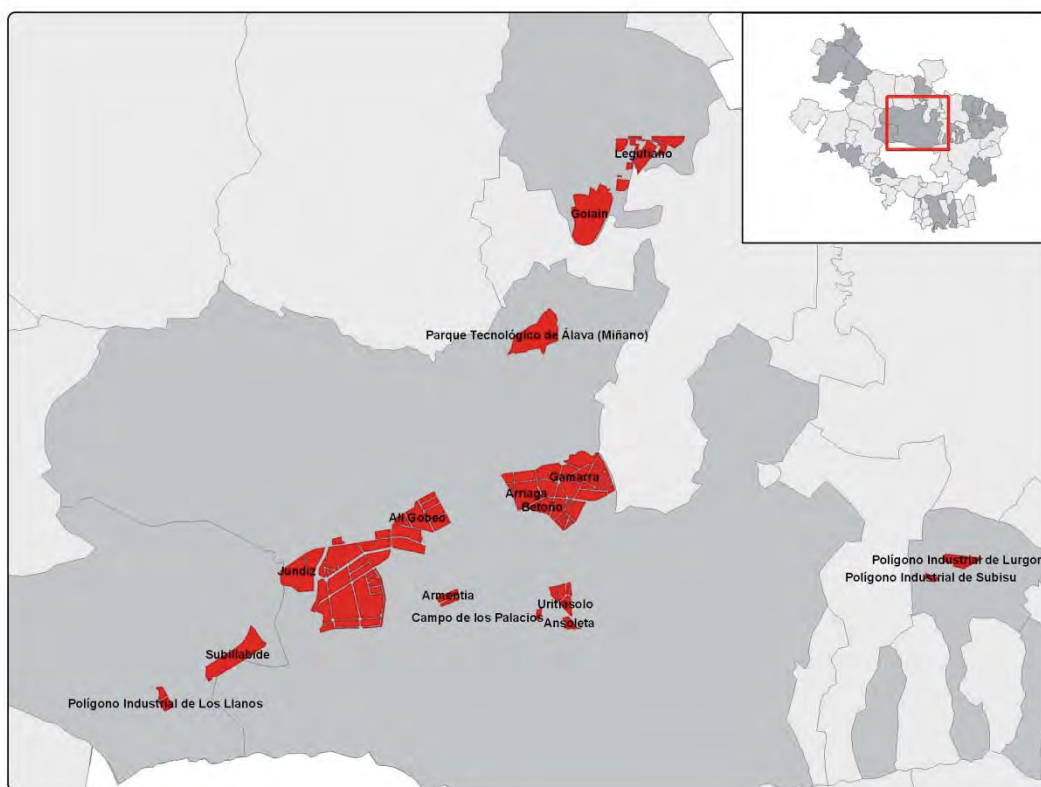 Legutiano
Goiain
Parque Tecnológico de Álava (Miñano)
Gamarra
Arriaga
Betoño
Ali Gobeo
Jundiz
Polígono Industrial de Lurgorri
Polígono Industrial de Subisu
Armentia
Uritiasolo
Campo de los Palacios
Ansoleta
Subillabide
Polígono Industrial de Los Llanos